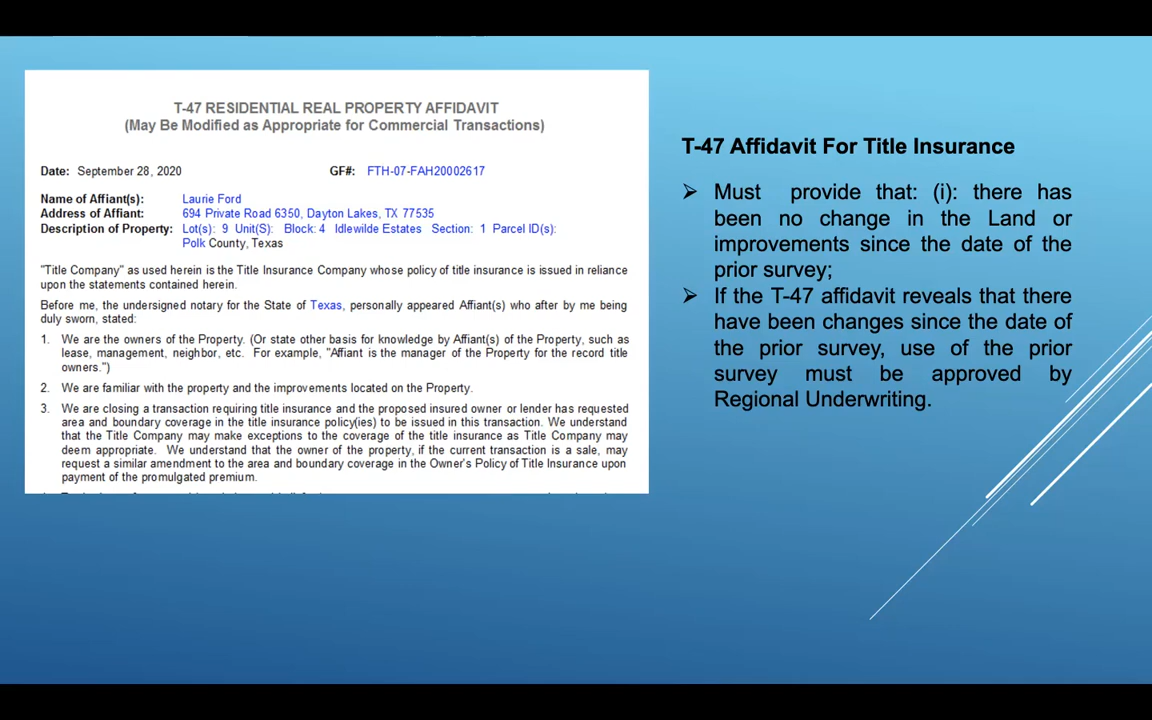 T-47 RESIDENTIAL REAL PROPERTY AFFIDAVIT
(May Be Modified as Appropriate for Commercial Transactions)
Date: September 28, 2020 GF#: FTH-07-FAH20002617
Name of Affiant(s): Laurie Ford
Address of Affiant: 694 Private Road 6350, Dayton Lakes, TX 77535
Description of Property: Lot(s): 9 Unit(S): Block: 4 Idlewilde Estates Section: 1 Parcel ID(s):
Polk County, Texas
"Title Company" as used herein is the Title Insurance Company whose policy of title insurance is issued in reliance
upon the statements contained herein.
Before me, the undersigned notary for the State of Texas, personally appeared Affiant(s) who after by me being
duly sworn, stated:
1. We are the owners of the Property. (Or state other basis for knowledge by Affiant(s) of the Property, such as
lease, management, neighbor, etc. For example, "Affiant is the manager of the Property for the record title
owners.")
2. We are familiar with the property and the improvements located on the Property.
3. We are closing a transaction requiring title insurance and the proposed insured owner or lender has requested
area and boundary coverage in the title insurance policy(ies) to be issued in this transaction. We understand
that the Title Company may make exceptions to the coverage of the title insurance as Title Company may
deem appropriate. We understand that the owner of the property, if the current transaction is a sale, may
request a similar amendment to the area and boundary coverage in the Owner's Policy of Title Insurance upon
payment of the promulgated premium.
T-47 Affidavit For Title Insurance
➢ Must provide that: (i): there has
been no change in the Land or
improvements since the date of the
prior survey;
➢ If the T-47 affidavit reveals that there
have been changes since the date of
the prior survey, use of the prior
survey must be approved by
Regional Underwriting.